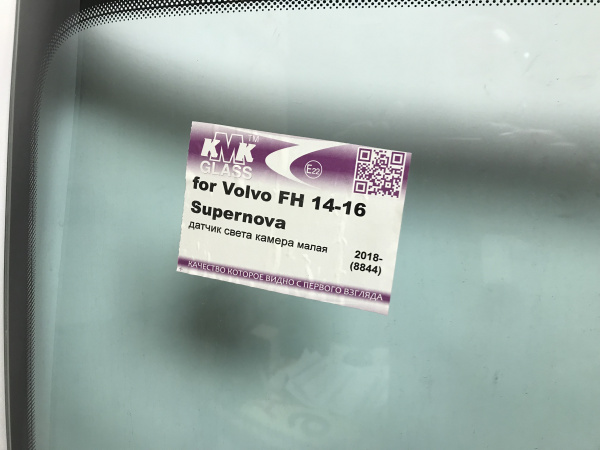 KMK TM
GLASS
E22
for Volvo FH 14-16
Supernova
датчик света камера малая
2018-
(8844)
КАЧЕСТВО КОТОРОЕ ВИДНО С ПЕРВОГО ВЗГЛЯДА